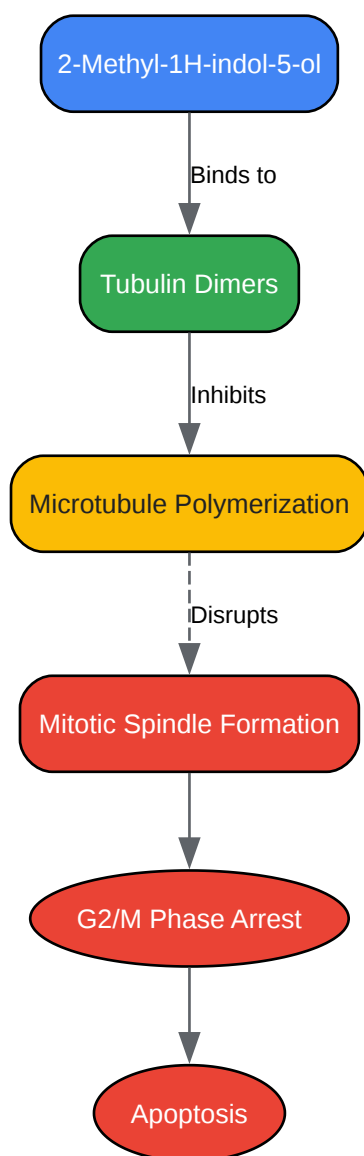 2-Methyl-1H-indol-5-ol
Binds to
Tubulin Dimers
Inhibits
Microtubule Polymerization
Disrupts
Mitotic Spindle Formation
G2/M Phase Arrest
Apoptosis